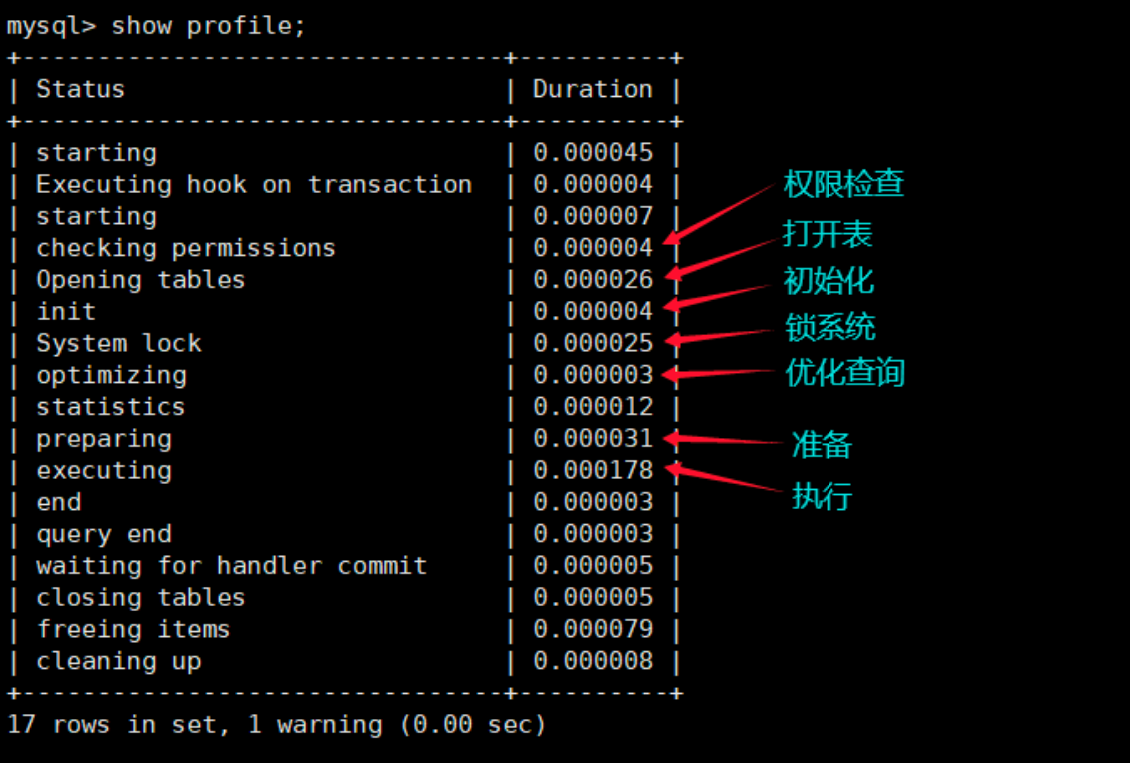 mysql> show profile;
+--------------------------------+----------+
| Status                         | Duration |
+--------------------------------+----------+
| starting                       | 0.000045 |
| Executing hook on transaction  | 0.000004 | 权限检查
| starting                       | 0.000007 |
| checking permissions           | 0.000004 | 打开表
| Opening tables                 | 0.000026 | 初始化
| init                           | 0.000004 | 锁系统
| System lock                    | 0.000025 |
| optimizing                     | 0.000003 | 优化查询
| statistics                     | 0.000012 |
| preparing                      | 0.000031 | 准备
| executing                      | 0.000178 | 执行
| end                            | 0.000003 |
| query end                      | 0.000003 |
| waiting for handler commit     | 0.000005 |
| closing tables                 | 0.000005 |
| freeing items                  | 0.000079 |
| cleaning up                    | 0.000008 |
+--------------------------------+----------+
17 rows in set, 1 warning (0.00 sec)